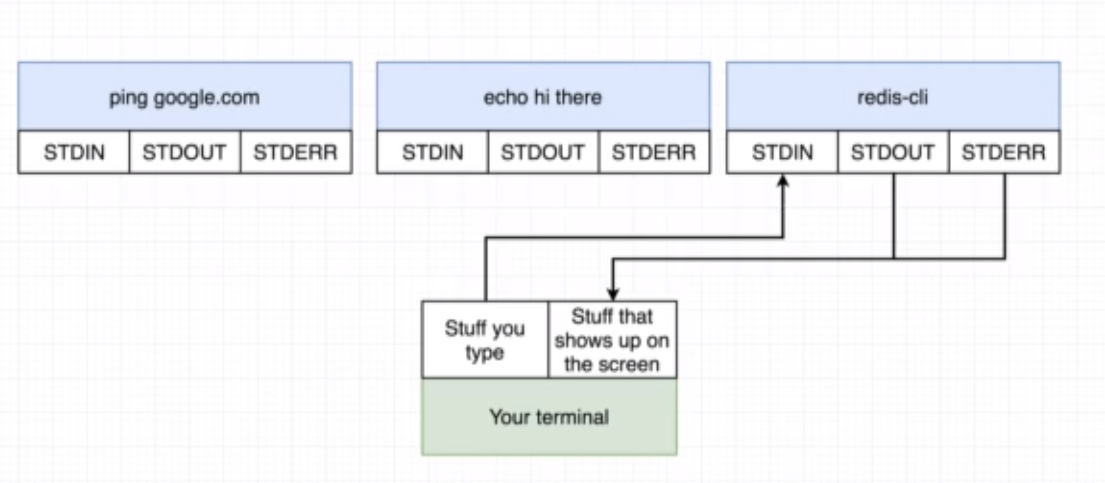 ping google.com
echo hi there
redis-cli
STDIN STDOUT STDERR
STDIN STDOUT STDERR
STDIN STDOUT STDERR
Stuff you
type
Stuff that
shows up on
the screen
Your terminal